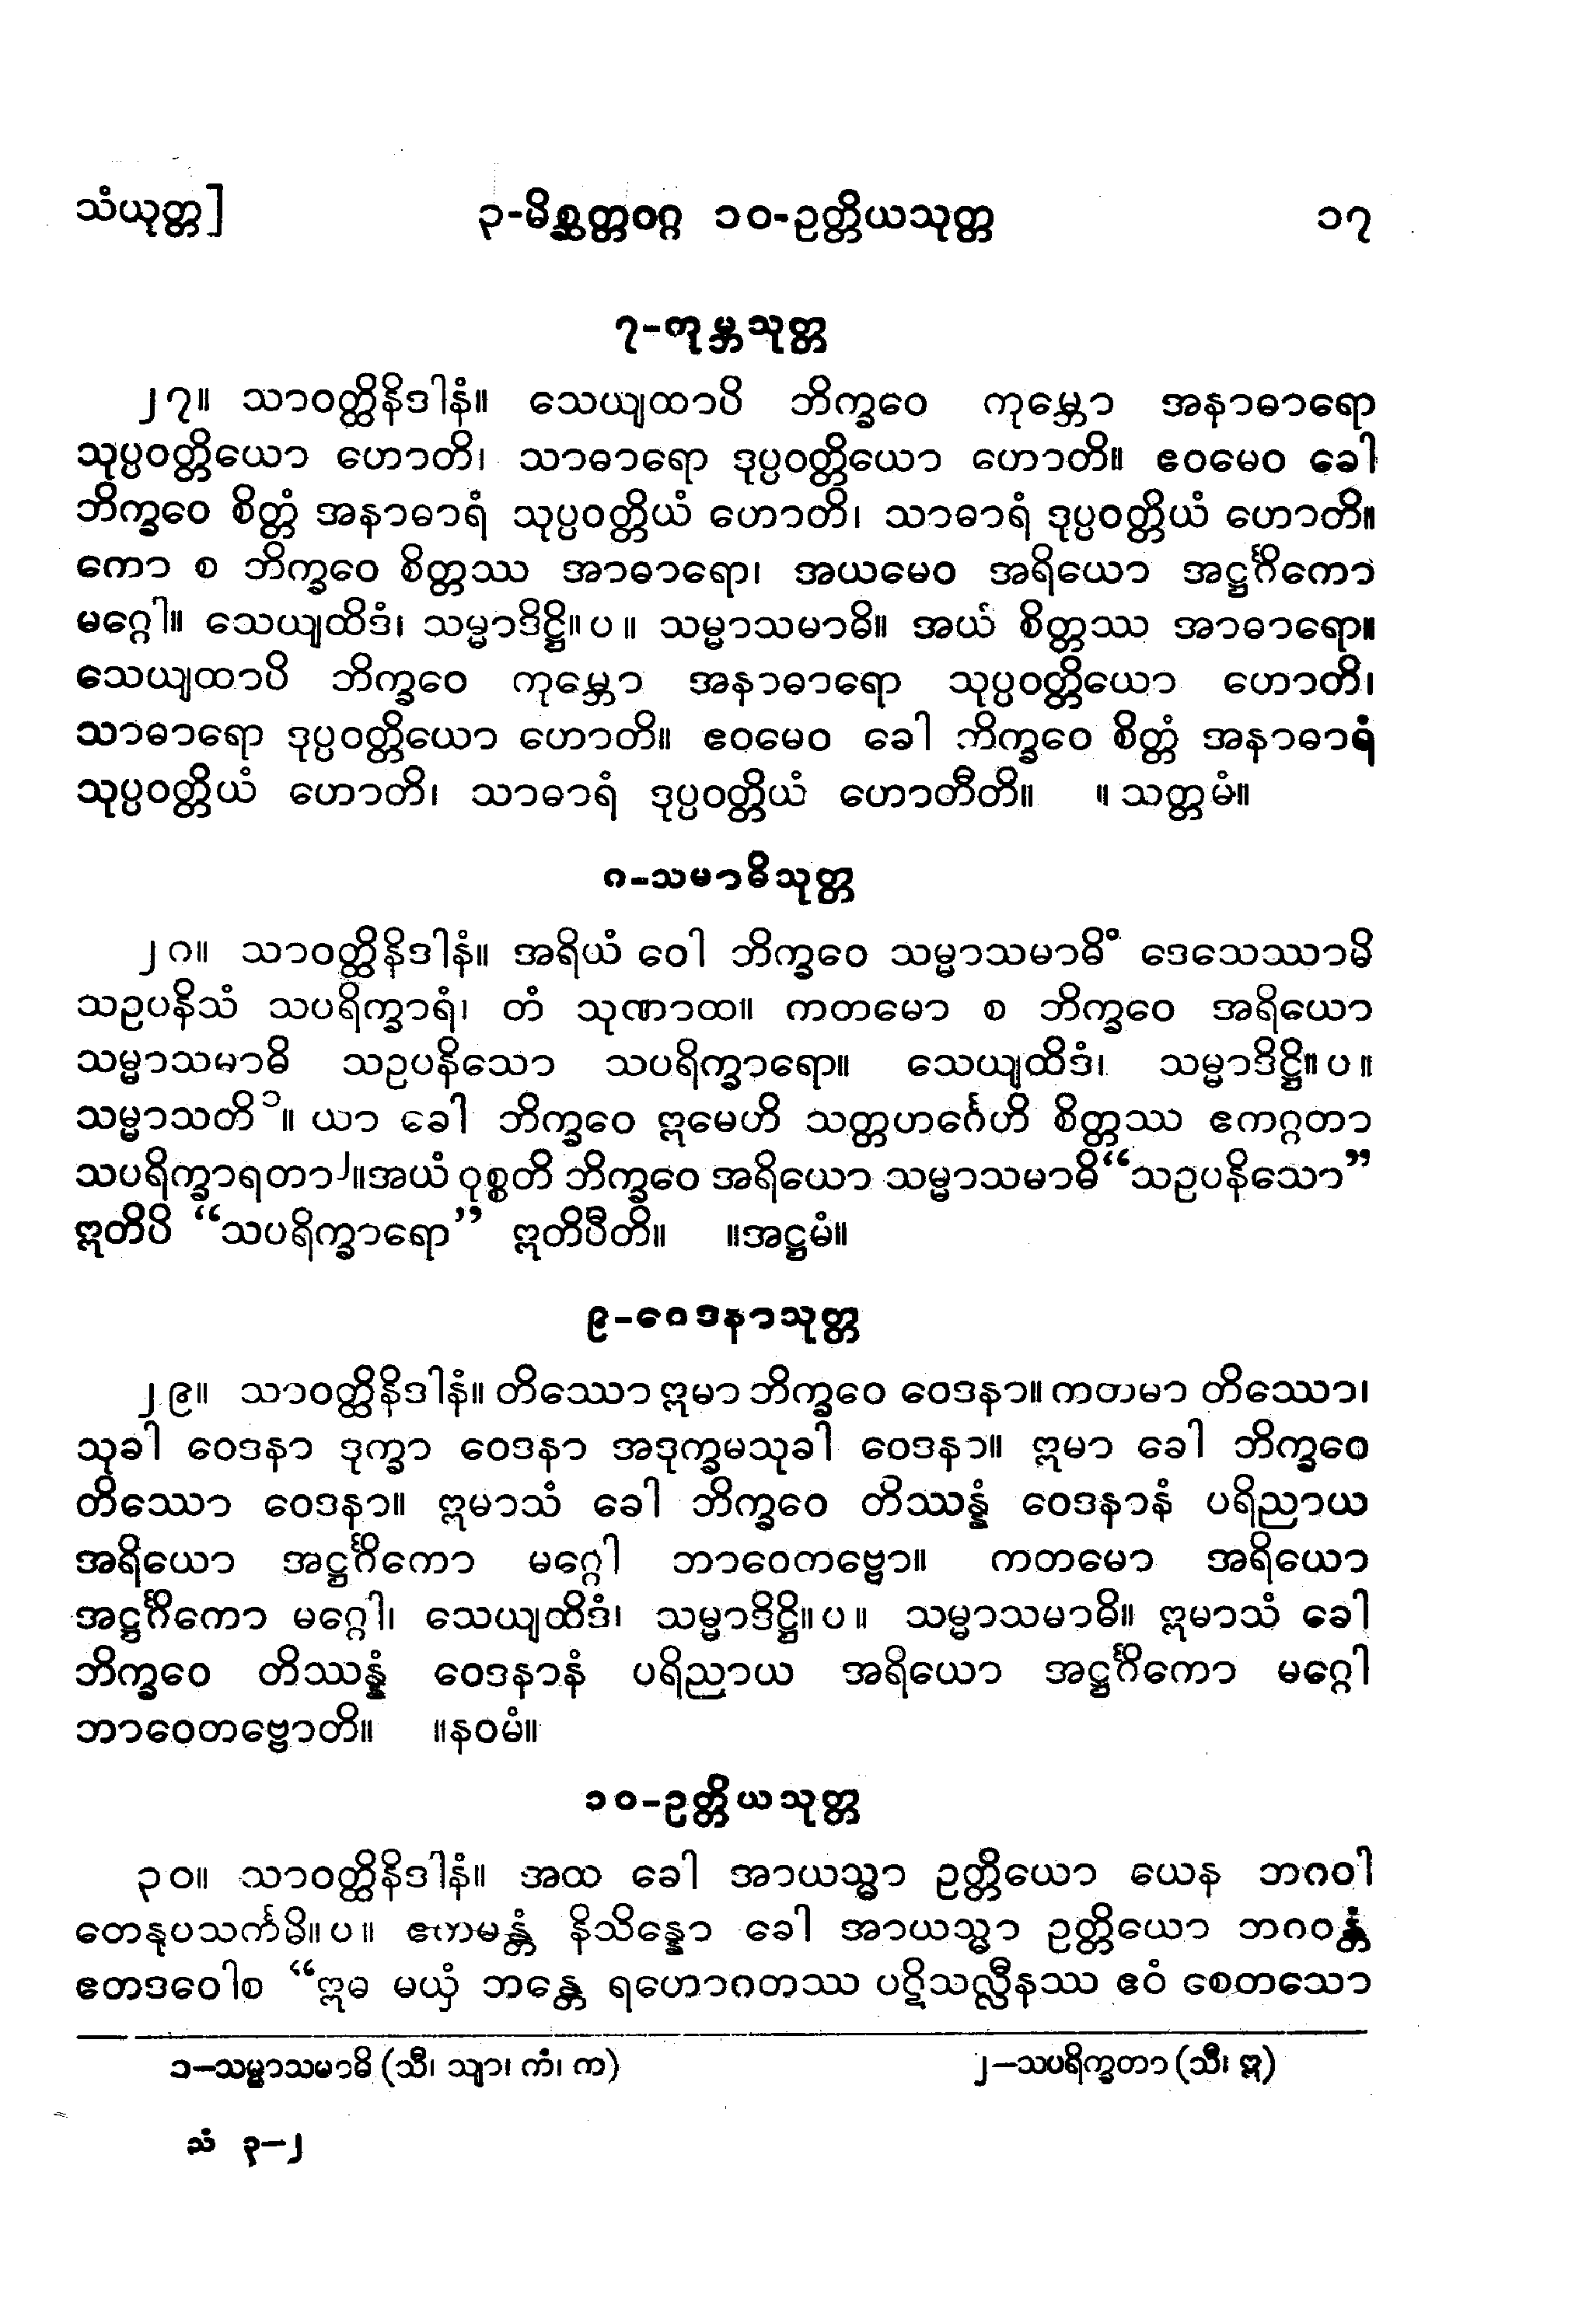 သံယုတ္တ] ၃-မိစ္ဆတ္တဝဂ္ဂ ၁၀-ဥတ္တိယသုတ္တ ၁၇
၇-ကုမ္ဘသုတ္တ
၂၇။ သာဝတ္ထိနိဒါနံ။ သေယျထာပိ ဘိက္ခဝေ ကုမ္ဘော အနာဓာရော
သုပ္ပဝတ္တိယော ဟောတိ၊ သာဓာရော ဒုပ္ပဝတ္တိယော ဟောတိ။ ဧဝမေဝ ခေါ
ဘိက္ခဝေ စိတ္တံ အနာဓာရံ သုပ္ပဝတ္တိယံ ဟောတိ၊ သာဓာရံ ဒုပ္ပဝတ္တိယံ ဟောတိ။
ကော စ ဘိက္ခဝေ စိတ္တဿ အာဓာရော၊ အယမေဝ အရိယော အဋ္ဌင်္ဂိကော
မဂ္ဂေါ။ သေယျထိဒံ၊ သမ္မာဒိဋ္ဌိ။ပ။ သမ္မာသမာဓိ။ အယံ စိတ္တဿ အာဓာရော။
သေယျထာပိ ဘိက္ခဝေ ကုမ္ဘော အနာဓာရော သုပ္ပဝတ္တိယော ဟောတိ၊
သာဓာရော ဒုပ္ပဝတ္တိယော ဟောတိ။ ဧဝမေဝ ခေါ ဘိက္ခဝေ စိတ္တံ အနာဓာရံ
သုပ္ပဝတ္တိယံ ဟောတိ၊ သာဓာရံ ဒုပ္ပဝတ္တိယံ ဟောတီတိ။ ။သတ္တမံ။
၈-သမာဓိသုတ္တ
၂၈။ သာဝတ္ထိနိဒါနံ။ အရိယံ ဝေါ ဘိက္ခဝေ သမ္မာသမာဓိံ ဒေသေဿာမိ
သဥပနိသံ သပရိက္ခာရံ၊ တံ သုဏာထ။ ကတမော စ ဘိက္ခဝေ အရိယော
သမ္မာသမာဓိ သဥပနိသော သပရိက္ခာရော။ သေယျထိဒံ၊ သမ္မာဒိဋ္ဌိ။ပ။
သမ္မာသတိ၁။ ယာ ခေါ ဘိက္ခဝေ ဣမေဟိ သတ္တဟင်္ဂေဟိ စိတ္တဿ ဧကဂ္ဂတာ
သပရိက္ခာရတာ၂။အယံ ဝုစ္စတိ ဘိက္ခဝေ အရိယော သမ္မာသမာဓိ“သဥပနိသော”
ဣတိပိ “သပရိက္ခာရော” ဣတိပီတိ။ ။အဋ္ဌမံ။
၉-ဝေဒနာသုတ္တ
၂၉။ သာဝတ္ထိနိဒါနံ။ တိဿော ဣမာ ဘိက္ခဝေ ဝေဒနာ။ ကတမာ တိဿော၊
သုခါ ဝေဒနာ ဒုက္ခာ ဝေဒနာ အဒုက္ခမသုခါ ဝေဒနာ။ ဣမာ ခေါ ဘိက္ခဝေ
တိဿော ဝေဒနာ။ ဣမာသံ ခေါ ဘိက္ခဝေ တိဿန္နံ ဝေဒနာနံ ပရိညာယ
အရိယော အဋ္ဌင်္ဂိကော မဂ္ဂေါ ဘာဝေတဗ္ဗော။ ကတမော အရိယော
အဋ္ဌင်္ဂိကော မဂ္ဂေါ၊ သေယျထိဒံ၊ သမ္မာဒိဋ္ဌိ။ပ။ သမ္မာသမာဓိ။ ဣမာသံ ခေါ
ဘိက္ခဝေ တိဿန္နံ ဝေဒနာနံ ပရိညာယ အရိယော အဋ္ဌင်္ဂိကော မဂ္ဂေါ
ဘာဝေတဗ္ဗောတိ။ ။နဝမံ။
၁၀-ဥတ္တိယသုတ္တ
၃၀။ သာဝတ္ထိနိဒါနံ။ အထ ခေါ အာယသ္မာ ဥတ္တိယော ယေန ဘဂဝါ
တေနုပသင်္ကမိ။ပ။ ဧကမန္တံ နိသိန္နော ခေါ အာယသ္မာ ဥတ္တိယော ဘဂဝန္တံ
ဧတဒဝေါစ “ဣဓ မယှံ ဘန္တေ ရဟောဂတဿ ပဋိသလ္လီနဿ ဧဝံ စေတသော
၁−သမ္မာသမာဓိ (သီ၊ သျာ၊ ကံ၊ က) ၂−သပရိက္ခတာ (သီ၊ ဣ)
သံ ၃−၂